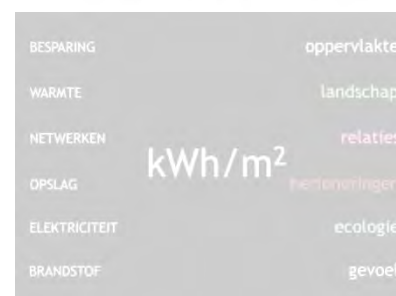 BESPARING oppervlakte
WARMTE landschap
NETWERKEN relaties
kWh/m²
OPSLAG herinneringen
ELEKTRICITEIT ecologie
BRANDSTOF gevoel